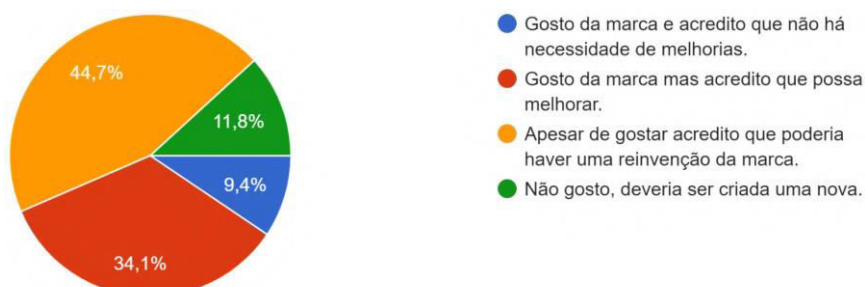 44,7%
11,8%
9,4%
34,1%
Gosto da marca e acredito que não há
necessidade de melhorias.
Gosto da marca mas acredito que possa
melhorar.
Apesar de gostar acredito que poderia
haver uma reinvenção da marca.
Não gosto, deveria ser criada uma nova.